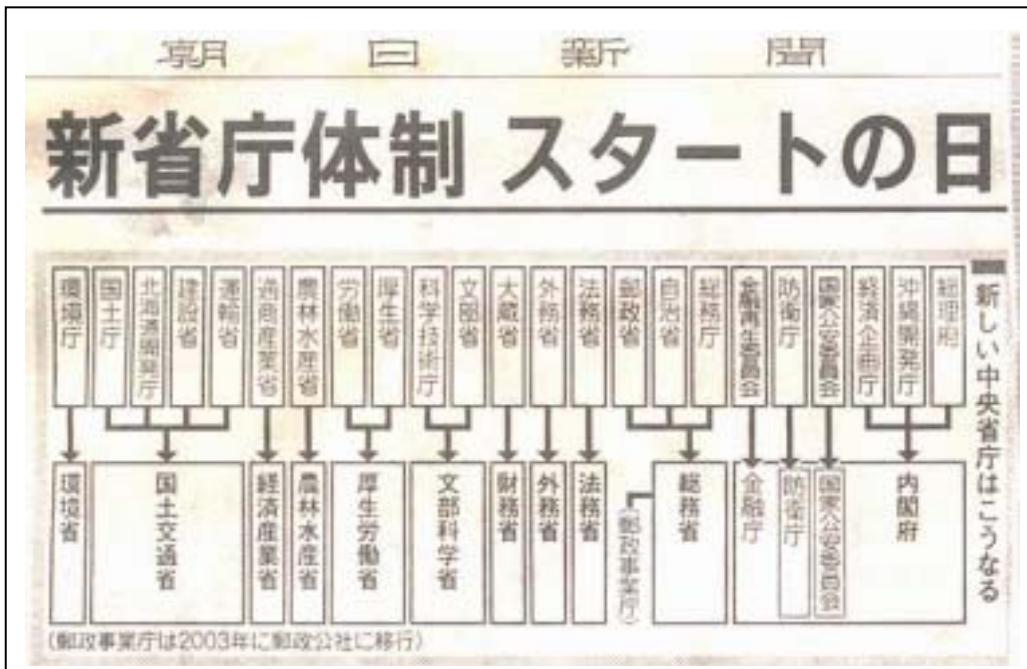 朝日新聞
新省庁体制 スタートの日
新しい中央省庁はこうなる
総理府
沖縄開発庁
経済企画庁
国家公安委員会
防衛庁
金融再生委員会
総務庁
自治省
郵政省
法務省
外務省
大蔵省
文部省
科学技術庁
厚生省
労働省
農林水産省
通商産業省
運輸省
建設省
北海道開発庁
国土庁
環境庁
内閣府
国家公安委員会
防衛庁
金融庁
総務省
(郵政事業庁)
法務省
外務省
財務省
文部科学省
厚生労働省
農林水産省
経済産業省
国土交通省
環境省
(郵政事業庁は2003年に郵政公社に移行)